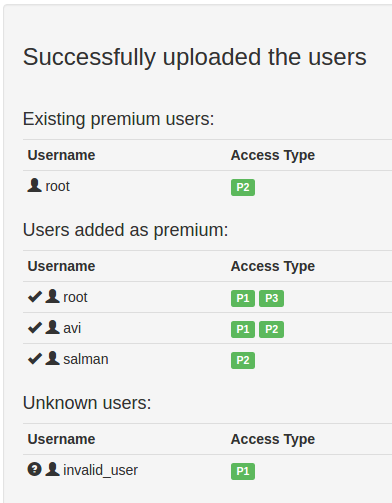 Successfully uploaded the users
Existing premium users:
Username Access Type
root P2
Users added as premium:
Username Access Type
root P1 P3
avi P1 P2
salman P2
Unknown users:
Username Access Type
invalid_user P1